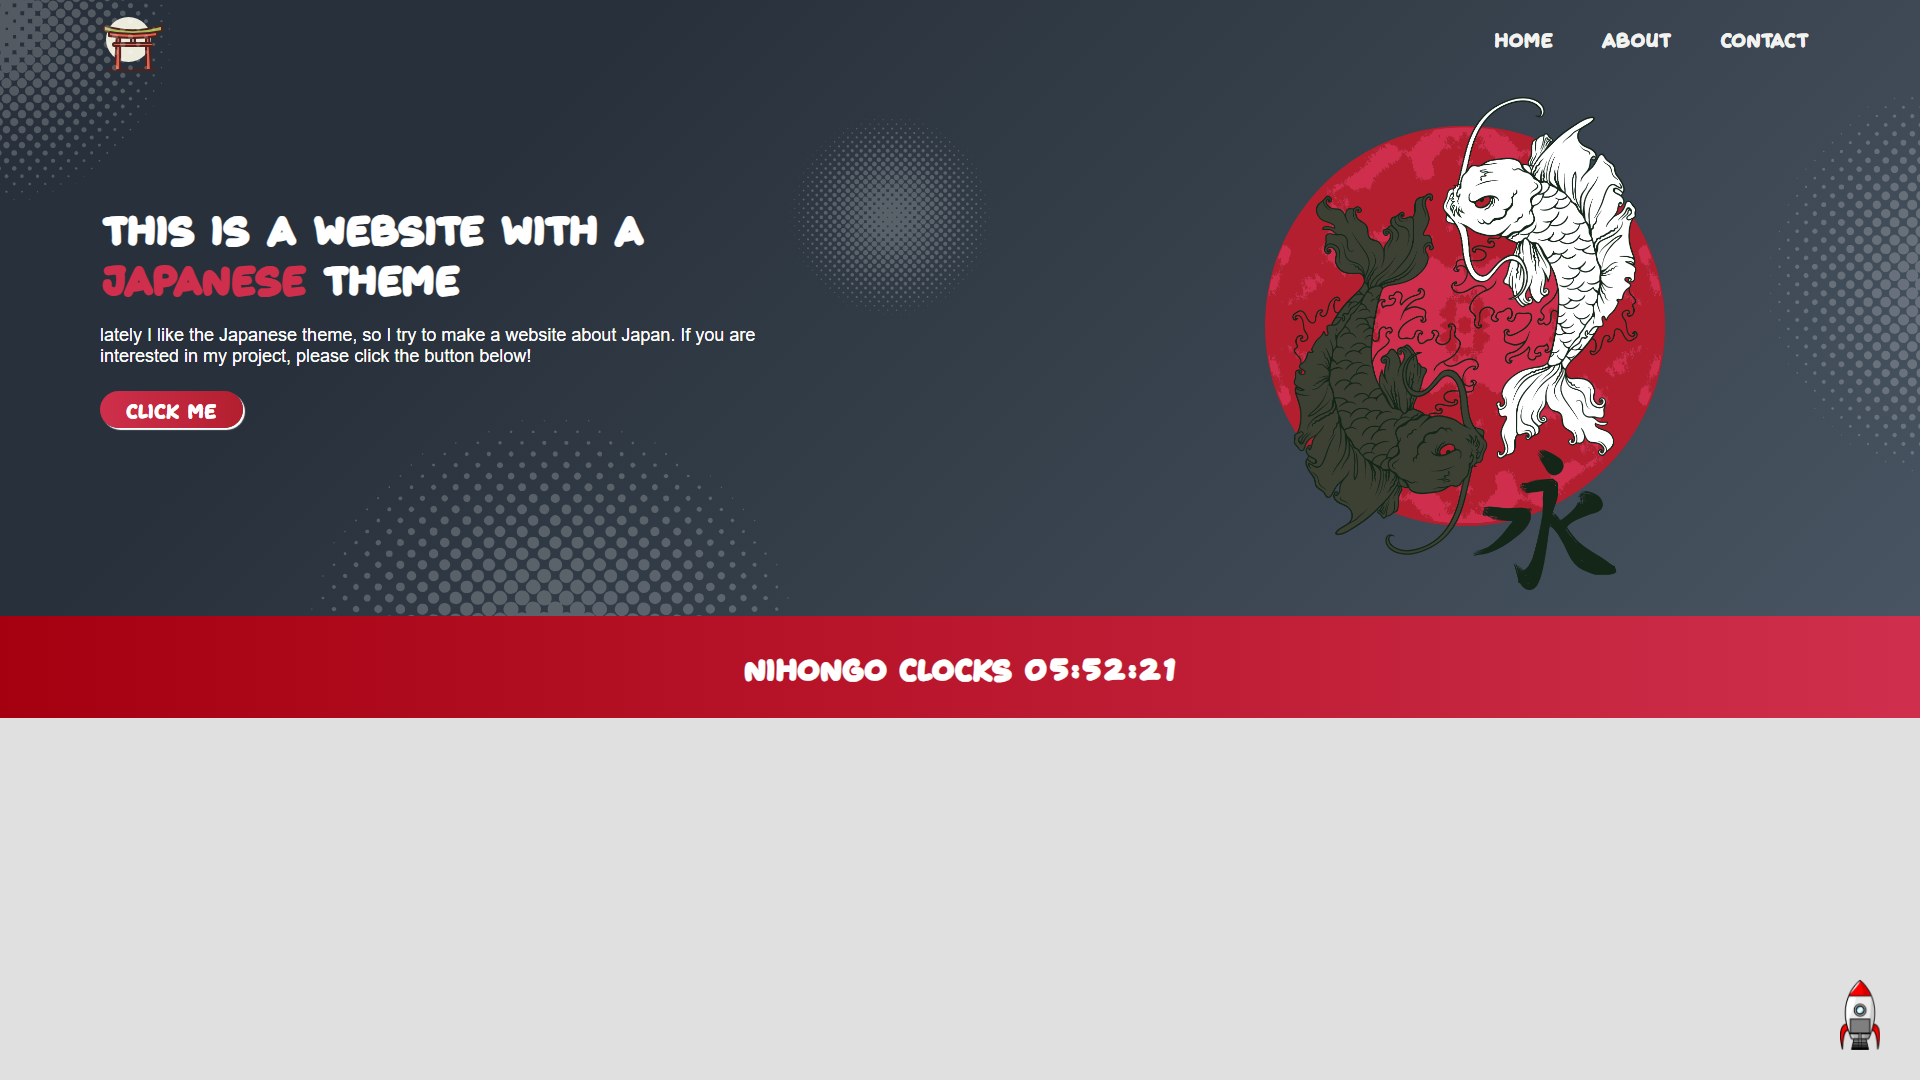 HOME ABOUT CONTACT
THIS IS A WEBSITE WITH A
JAPANESE THEME
lately I like the Japanese theme, so I try to make a website about Japan. If you are
interested in my project, please click the button below!
CLICK ME
永
NIHONGO CLOCKS 05:52:21